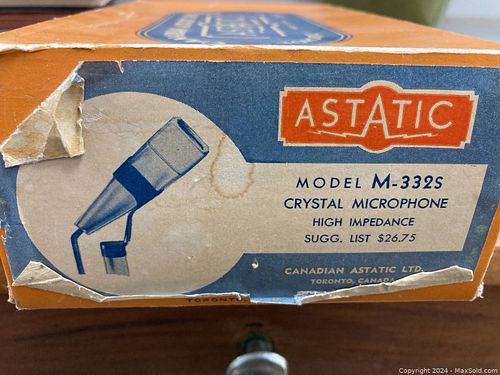 ASTATIC
MODEL M-332S
CRYSTAL MICROPHONE
HIGH IMPEDANCE
SUGG. LIST $26.75
CANADIAN ASTATIC LTD.
TORONTO, CANADA
TORONTO
Copyright 2024 - MaxSold.com